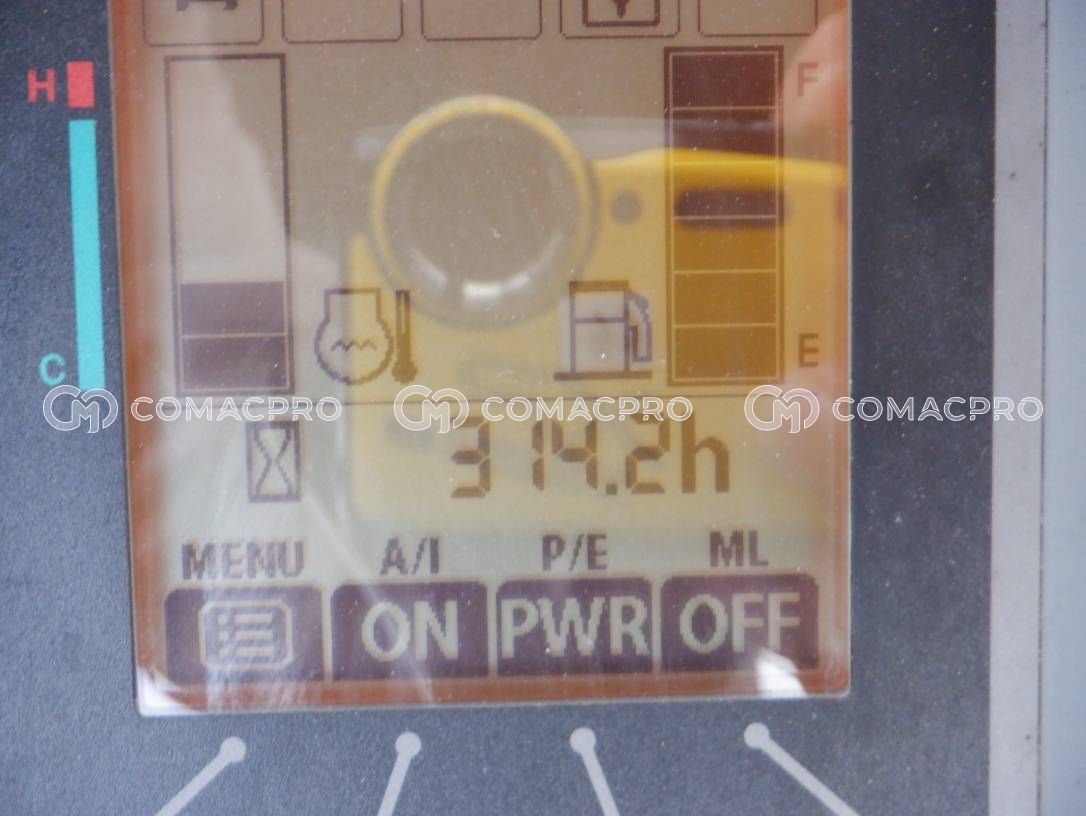 H
F
C
E
COMACPRO COMACPRO COMACPRO
314.2h
MENU A/I P/E ML
ON PWR OFF